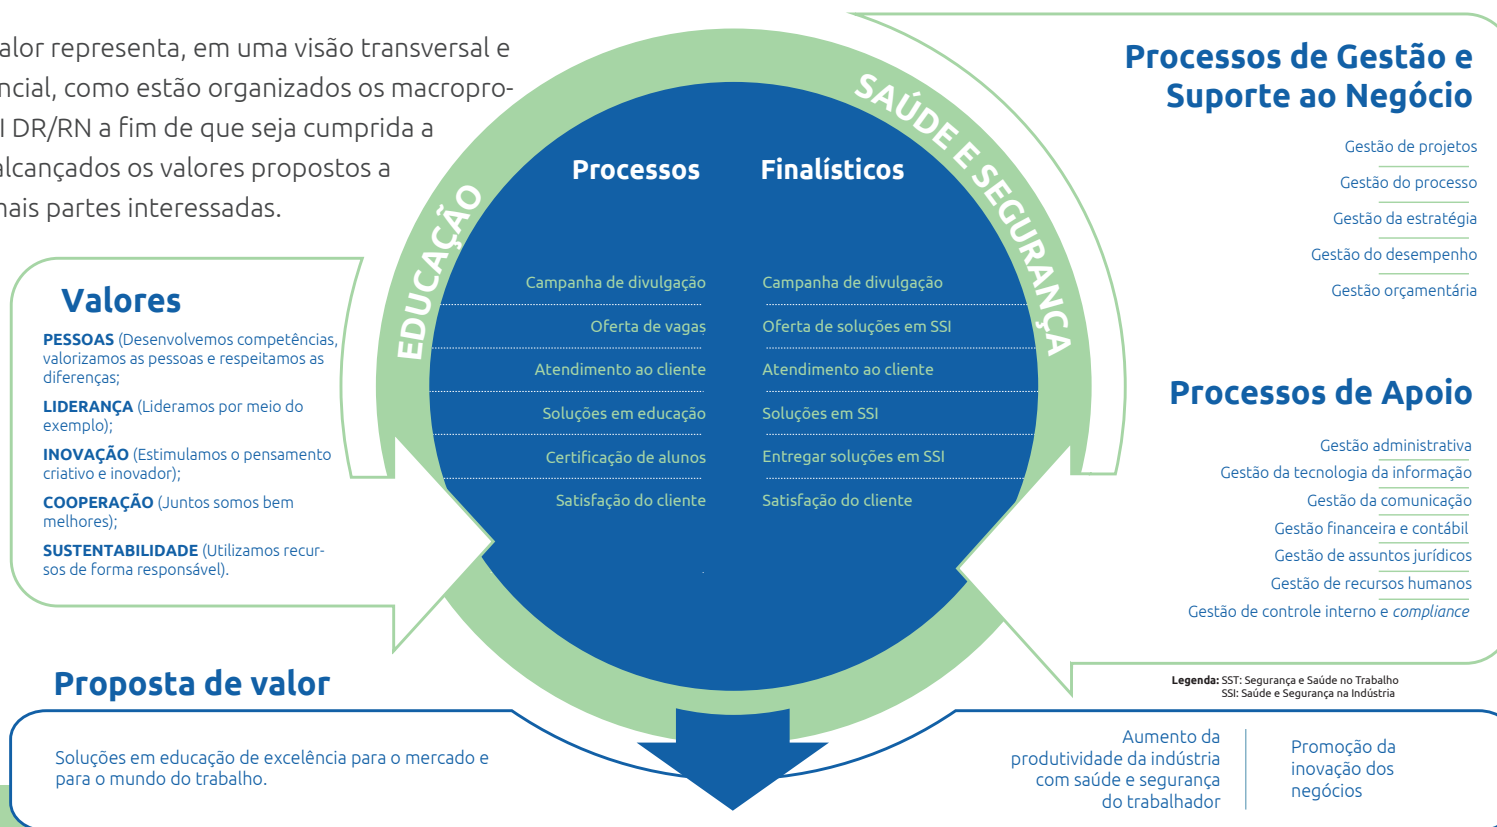 alor representa, em uma visão transversal e
ncial, como estão organizados os macropro-
I DR/RN a fim de que seja cumprida a
alcançados os valores propostos a
nais partes interessadas.
Valores
PESSOAS (Desenvolvemos competências,
valorizamos as pessoas e respeitamos as
diferenças;
LIDERANÇA (Lideramos por meio do
exemplo);
INOVAÇÃO (Estimulamos o pensamento
criativo e inovador);
COOPERAÇÃO (Juntos somos bem
melhores);
SUSTENTABILIDADE (Utilizamos recur-
sos de forma responsável).
EDUCAÇÃO
SAÚDE E SEGURANÇA
Processos Finalísticos
Campanha de divulgação
Oferta de vagas
Atendimento ao cliente
Soluções em educação
Certificação de alunos
Satisfação do cliente
Campanha de divulgação
Oferta de soluções em SSI
Atendimento ao cliente
Soluções em SSI
Entregar soluções em SSI
Satisfação do cliente
Processos de Gestão e
Suporte ao Negócio
Gestão de projetos
Gestão do processo
Gestão da estratégia
Gestão do desempenho
Gestão orçamentária
Processos de Apoio
Gestão administrativa
Gestão da tecnologia da informação
Gestão da comunicação
Gestão financeira e contábil
Gestão de assuntos jurídicos
Gestão de recursos humanos
Gestão de controle interno e compliance
Legenda: SST: Segurança e Saúde no Trabalho
SSI: Saúde e Segurança na Indústria
Proposta de valor
Soluções em educação de excelência para o mercado e
para o mundo do trabalho.
Aumento da
produtividade da indústria
com saúde e segurança
do trabalhador
Promoção da
inovação dos
negócios